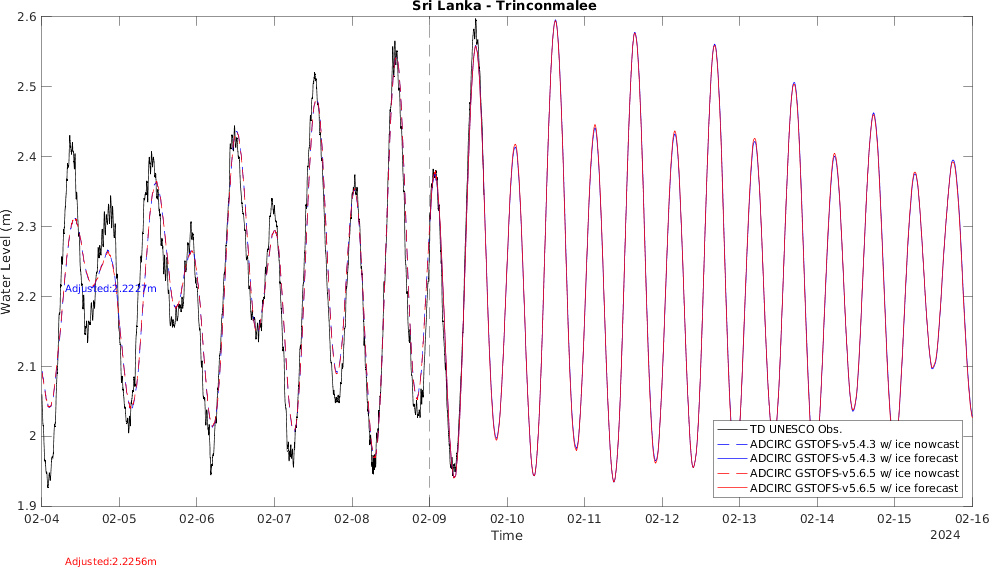 Sri Lanka - Trinconmalee
2.6
2.5
2.4
2.3
2.2
2.1
2
1.9
Water Level (m)
Adjusted:2.2227m
TD UNESCO Obs.
ADCIRC GSTOFS-v5.4.3 w/ ice nowcast
ADCIRC GSTOFS-v5.4.3 w/ ice forecast
ADCIRC GSTOFS-v5.6.5 w/ ice nowcast
ADCIRC GSTOFS-v5.6.5 w/ ice forecast
02-04 02-05 02-06 02-07 02-08 02-09 02-10 02-11 02-12 02-13 02-14 02-15 02-16
Time
2024
Adjusted:2.2256m